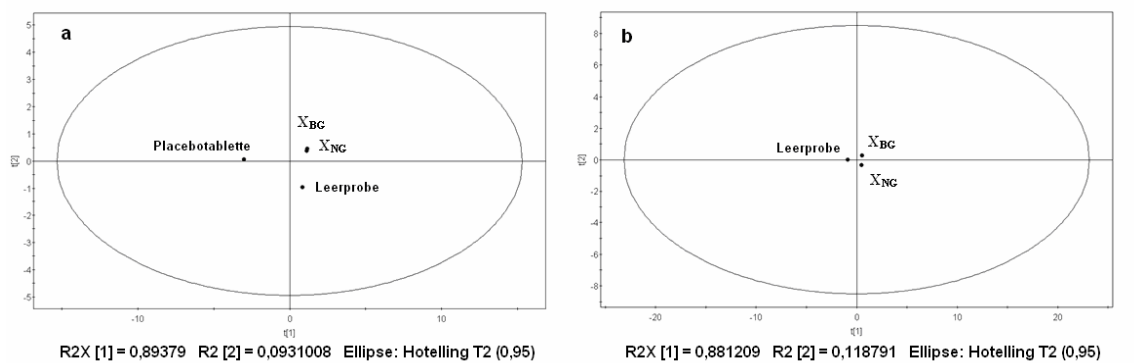 a
5
4
3
2
1
0
-1
-2
-3
-4
-5
t[2]
X_BG
X_NG
Placebotablette
Leerprobe
-10 0 10
t[1]
R2X [1] = 0,89379 R2 [2] = 0,0931008 Ellipse: Hotelling T2 (0,95)
b
8
6
4
2
0
-2
-4
-6
-8
t[2]
X_BG
Leerprobe
X_NG
-20 -10 0 10 20
t[1]
R2X [1] = 0,881209 R2 [2] = 0,118791 Ellipse: Hotelling T2 (0,95)